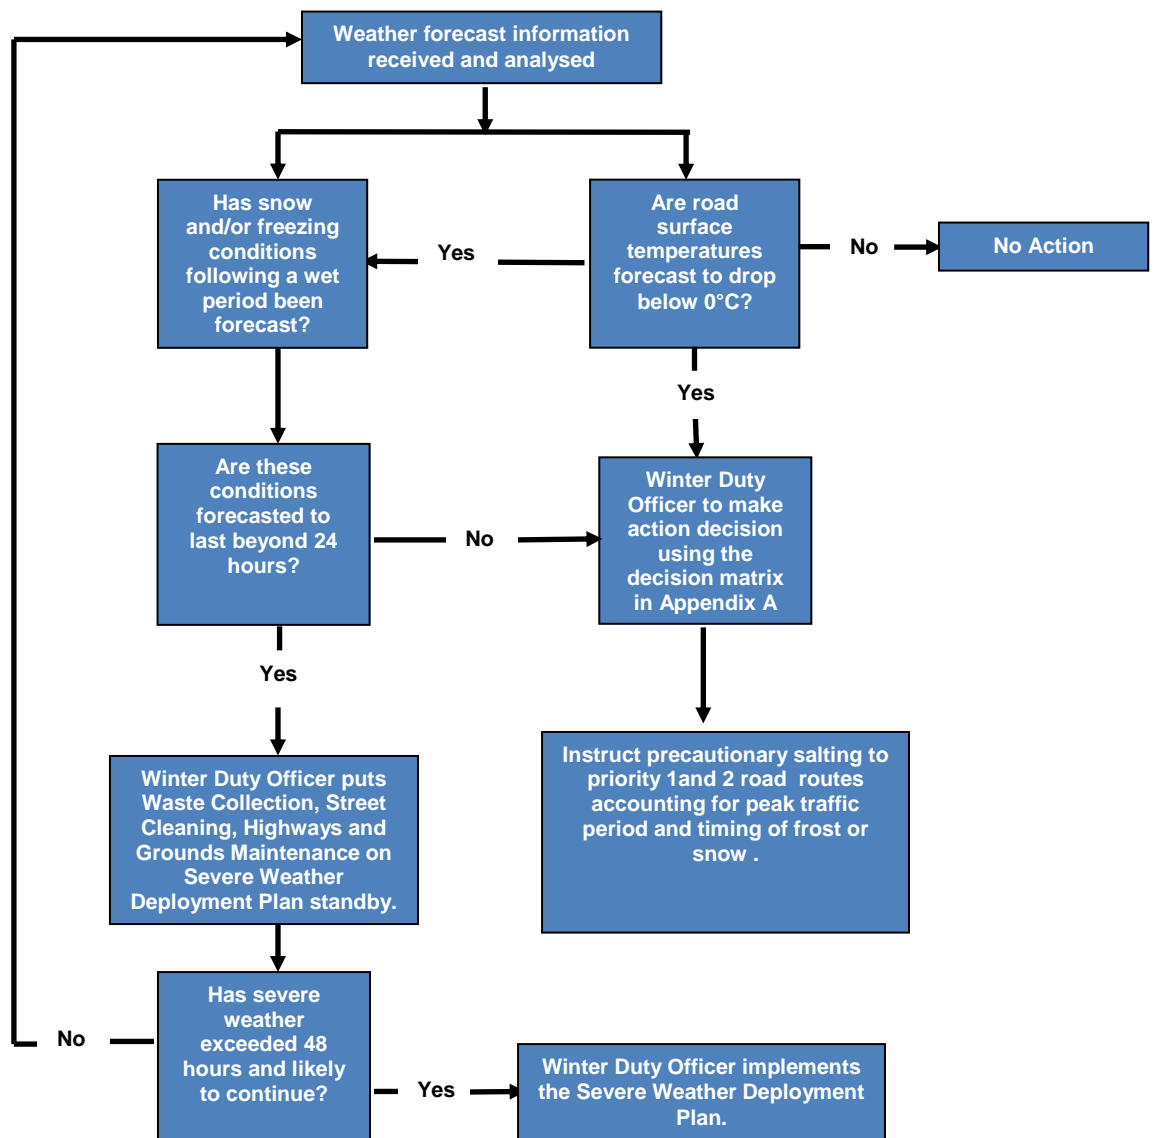 Weather forecast information
received and analysed
Has snow
and/or freezing
conditions
following a wet
period been
forecast?
Yes
Are road
surface
temperatures
forecast to drop
below 0°C?
No
No Action
Yes
Are these
conditions
forecasted to
last beyond 24
hours?
No
Winter Duty
Officer to make
action decision
using the
decision matrix
in Appendix A
Yes
Winter Duty Officer puts
Waste Collection, Street
Cleaning, Highways and
Grounds Maintenance on
Severe Weather
Deployment Plan standby.
Instruct precautionary salting to
priority 1and 2 road routes
accounting for peak traffic
period and timing of frost or
snow .
No
Has severe
weather
exceeded 48
hours and likely
to continue?
Yes
Winter Duty Officer implements
the Severe Weather Deployment
Plan.